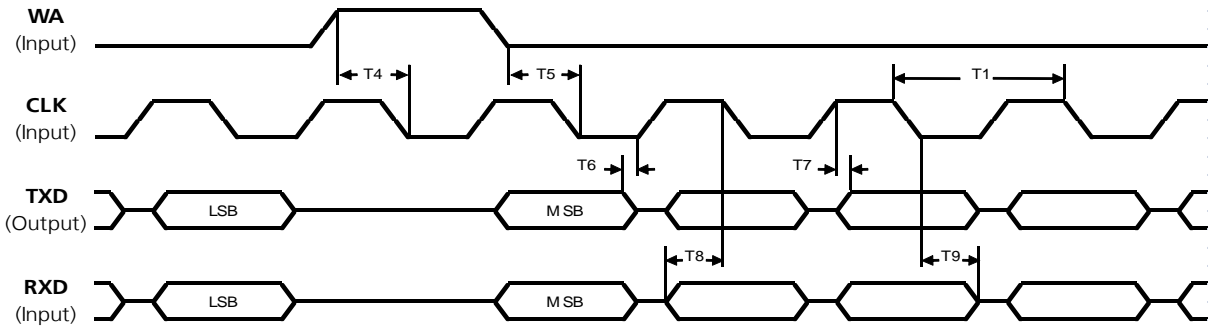 WA
(Input)
T4
T5
T1
CLK
(Input)
T6
T7
TXD
(Output)
LSB
MSB
T8
T9
RXD
(Input)
LSB
MSB